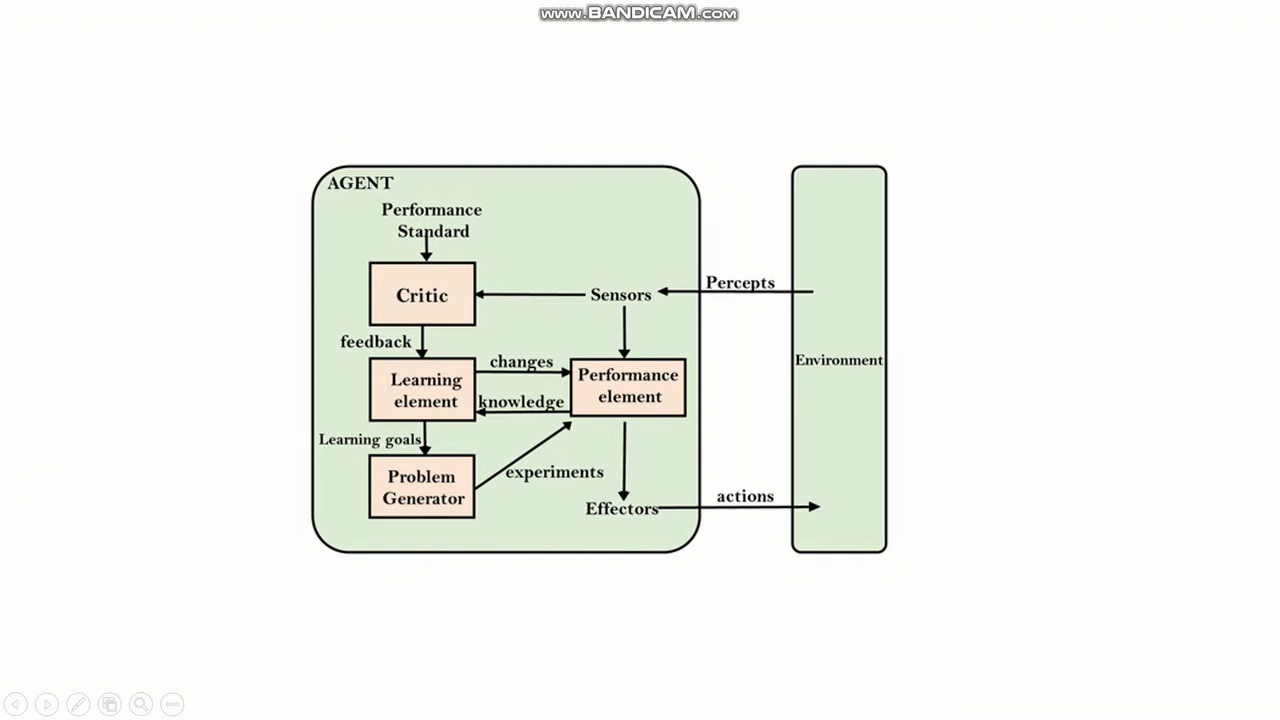 www.BANDICAM.com
AGENT
Performance
Standard
Critic
Sensors
Percepts
feedback
Environment
changes
Learning
element
Performance
element
knowledge
Learning goals
experiments
Problem
Generator
Effectors
actions